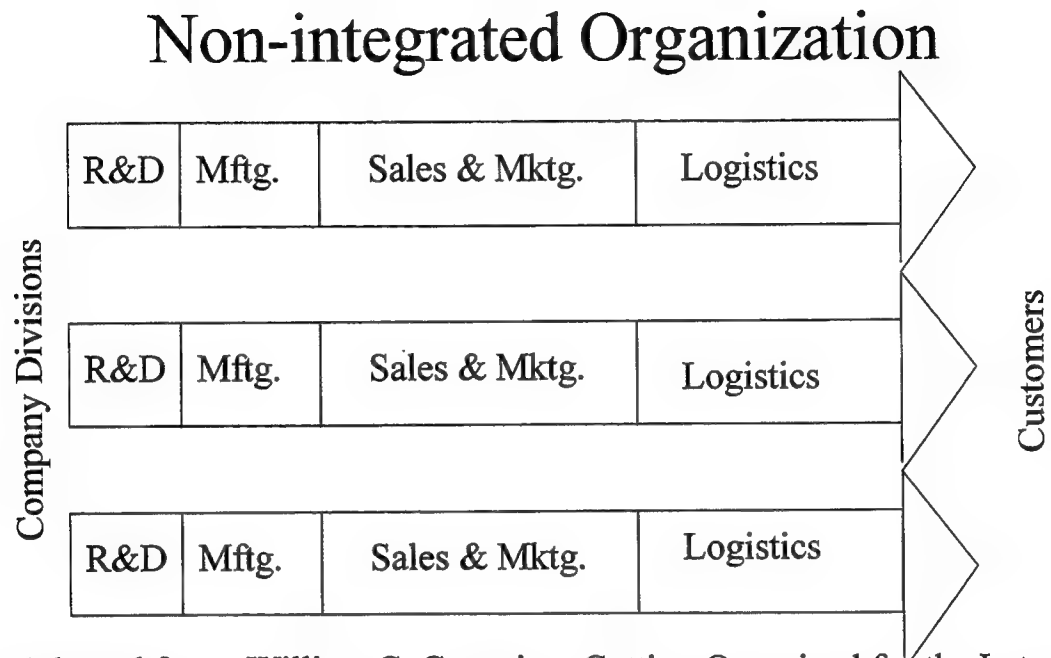 Non-integrated Organization
Company Divisions
R&D Mftg. Sales & Mktg. Logistics
R&D Mftg. Sales & Mktg. Logistics
R&D Mftg. Sales & Mktg. Logistics
Customers